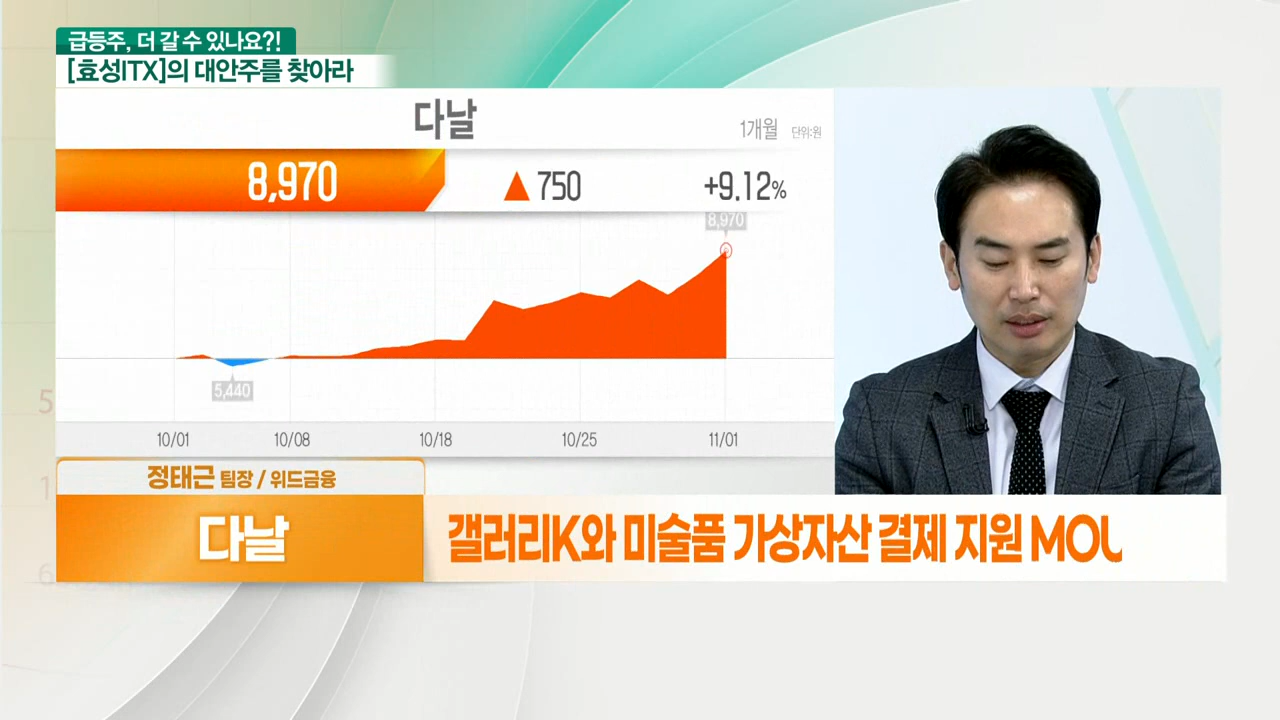 급등주, 더 갈 수 있나요?!
[효성ITX]의 대안주를 찾아라
다날
1개월 단위:원
8,970 ▲ 750 +9.12%
8,970
5,440
10/01 10/08 10/18 10/25 11/01
정태근 팀장 / 위드금융
다날
갤러리K와 미술품 가상자산 결제 지원 MOU
5
1
6